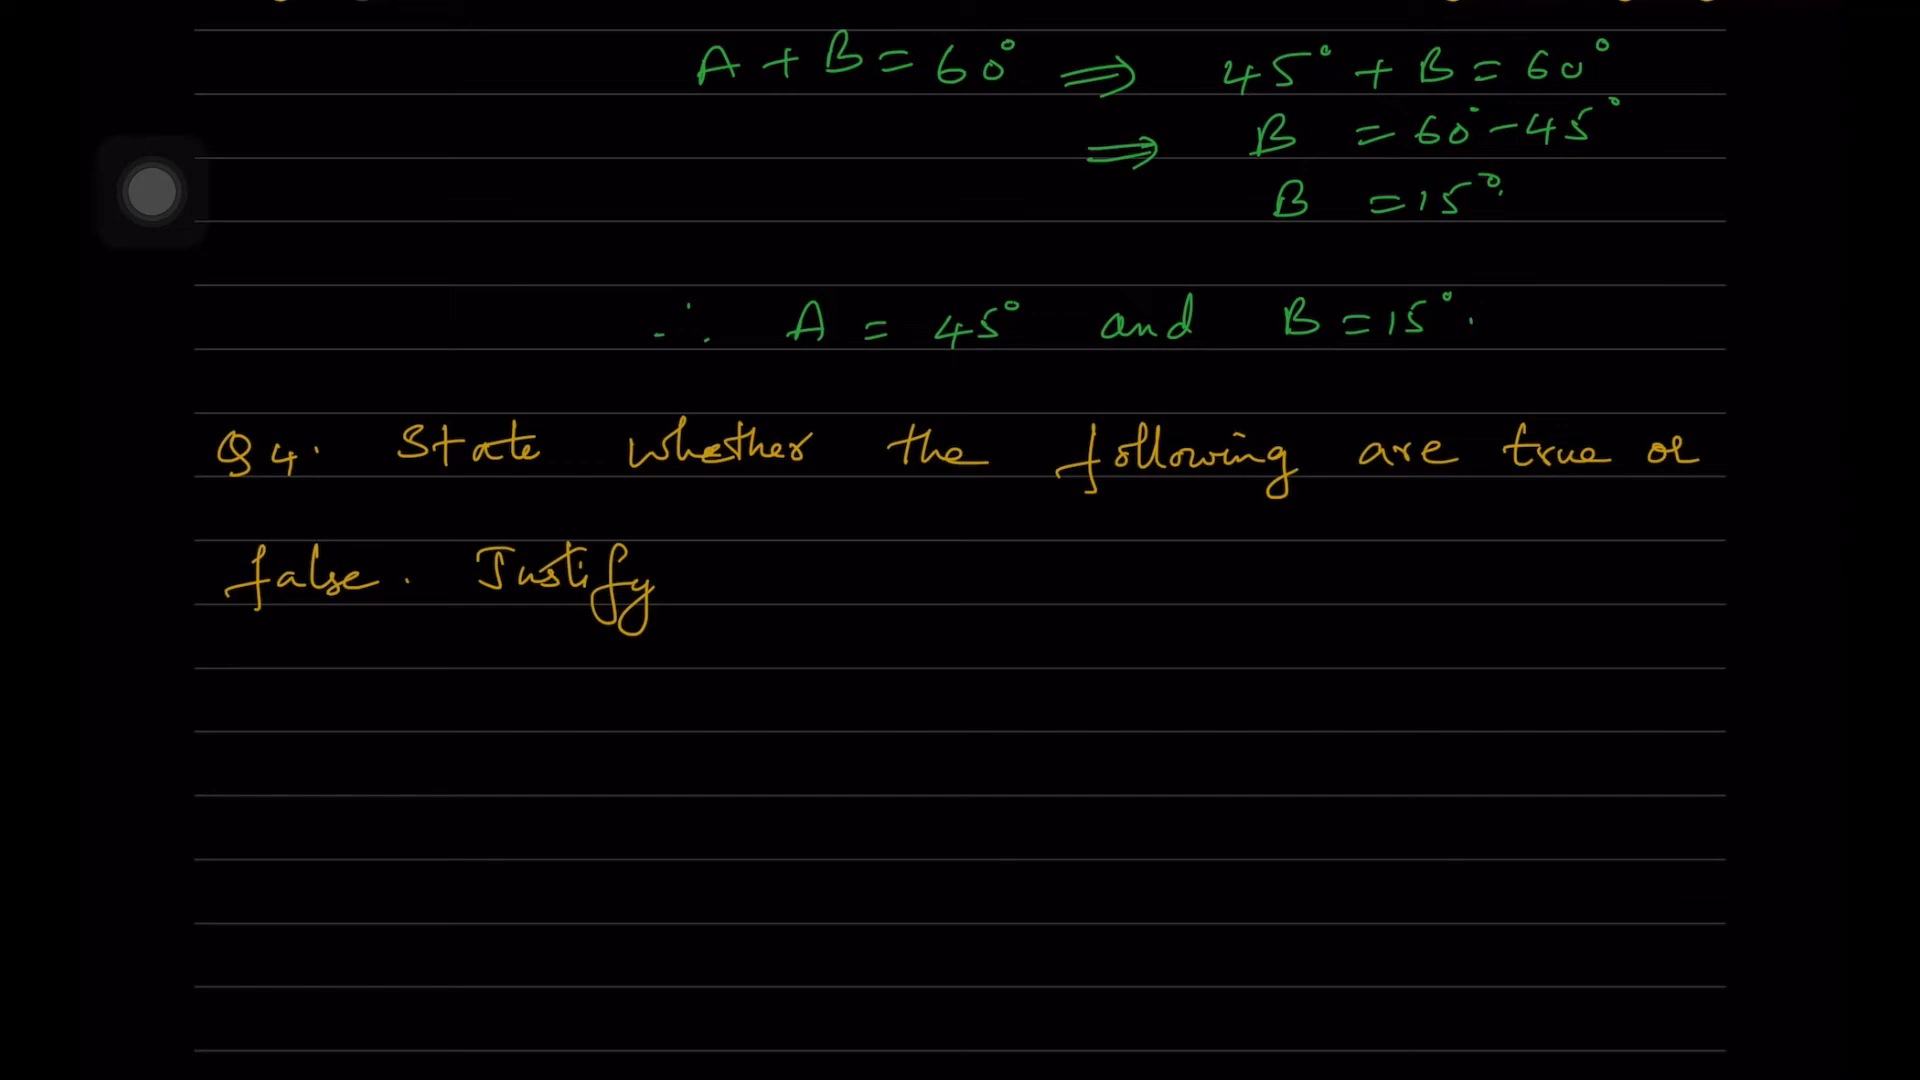 A + B = 60° ⟹ 45° + B = 60°
⟹ B = 60° - 45°
B = 15°.
∴ A = 45° and B = 15°.
Q4. State whether the following are true or
false. Justify